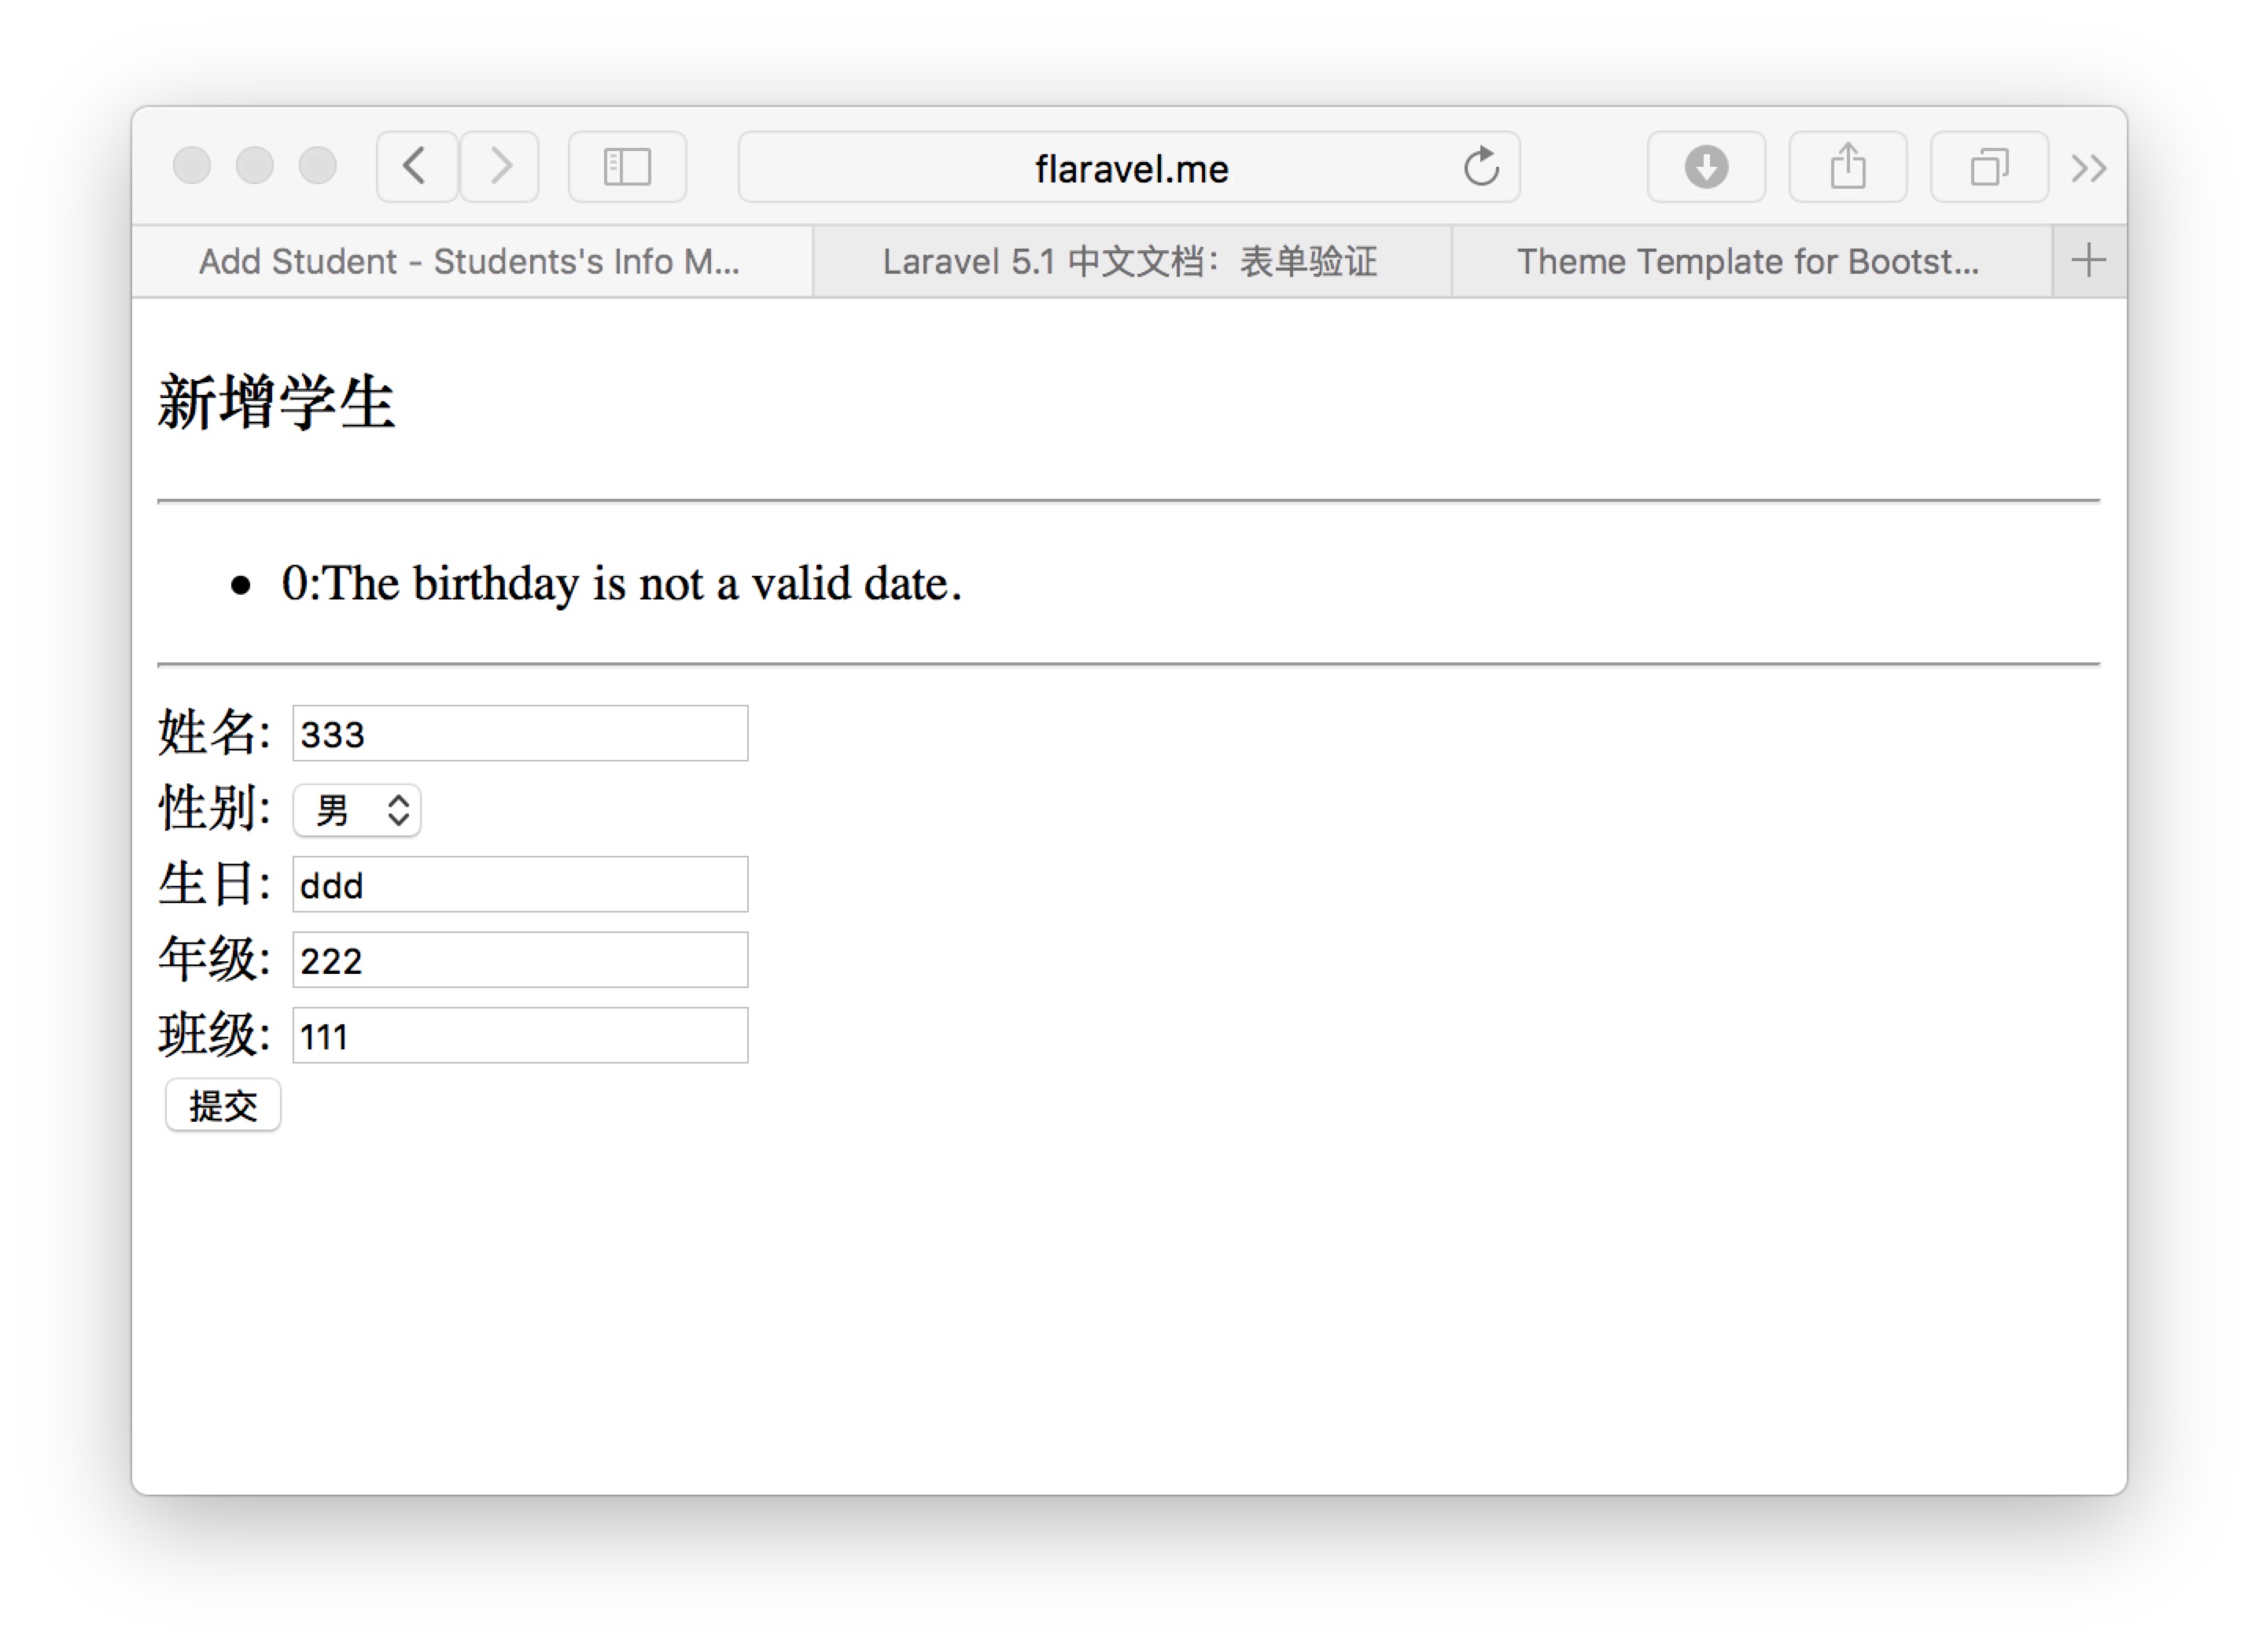 flaravel.me
Add Student - Students's Info M...
Laravel 5.1 中文文档：表单验证
Theme Template for Bootst...
新增学生
0:The birthday is not a valid date.
姓名: 333
性别: 男
生日: ddd
年级: 222
班级: 111
提交